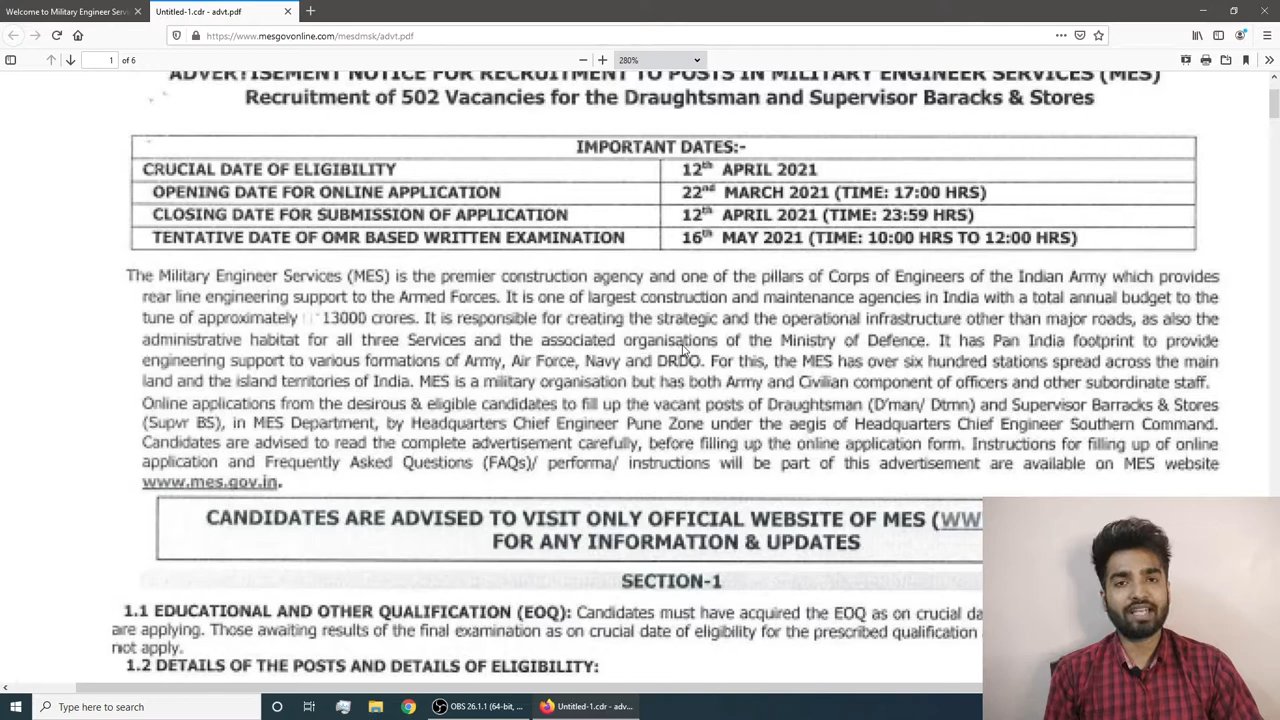 Welcome to Military Engineer Servi
Untitled-1.cdr - advt.pdf
https://www.mesgovonline.com/mesdmsk/advt.pdf
1 of 6
280%
ADVERTISEMENT NOTICE FOR RECRUITMENT TO POSTS IN MILITARY ENGINEER SERVICES (MES)
Recruitment of 502 Vacancies for the Draughtsman and Supervisor Baracks & Stores
IMPORTANT DATES:-
CRUCIAL DATE OF ELIGIBILITY 12th APRIL 2021
OPENING DATE FOR ONLINE APPLICATION 22nd MARCH 2021 (TIME: 17:00 HRS)
CLOSING DATE FOR SUBMISSION OF APPLICATION 12th APRIL 2021 (TIME: 23:59 HRS)
TENTATIVE DATE OF OMR BASED WRITTEN EXAMINATION 16th MAY 2021 (TIME: 10:00 HRS TO 12:00 HRS)
The Military Engineer Services (MES) is the premier construction agency and one of the pillars of Corps of Engineers of the Indian Army which provides
rear line engineering support to the Armed Forces. It is one of largest construction and maintenance agencies in India with a total annual budget to the
tune of approximately 13000 crores. It is responsible for creating the strategic and the operational infrastructure other than major roads, as also the
administrative habitat for all three Services and the associated organisations of the Ministry of Defence. It has Pan India footprint to provide
engineering support to various formations of Army, Air Force, Navy and DRDO. For this, the MES has over six hundred stations spread across the main
land and the island territories of India. MES is a military organisation but has both Army and Civilian component of officers and other subordinate staff.
Online applications from the desirous & eligible candidates to fill up the vacant posts of Draughtsman (D'man/ Dtmn) and Supervisor Barracks & Stores
(Supvr BS), in MES Department, by Headquarters Chief Engineer Pune Zone under the aegis of Headquarters Chief Engineer Southern Command.
Candidates are advised to read the complete advertisement carefully, before filling up the online application form. Instructions for filling up of online
application and Frequently Asked Questions (FAQs)/ performa/ instructions will be part of this advertisement are available on MES website
www.mes.gov.in.
CANDIDATES ARE ADVISED TO VISIT ONLY OFFICIAL WEBSITE OF MES (WW
FOR ANY INFORMATION & UPDATES
SECTION-1
1.1 EDUCATIONAL AND OTHER QUALIFICATION (EOQ): Candidates must have acquired the EOQ as on crucial da
are applying. Those awaiting results of the final examination as on crucial date of eligibility for the prescribed qualification
not apply.
1.2 DETAILS OF THE POSTS AND DETAILS OF ELIGIBILITY:
Type here to search
OBS 26.1.1 (64-bit, ...
Untitled-1.cdr - adv...